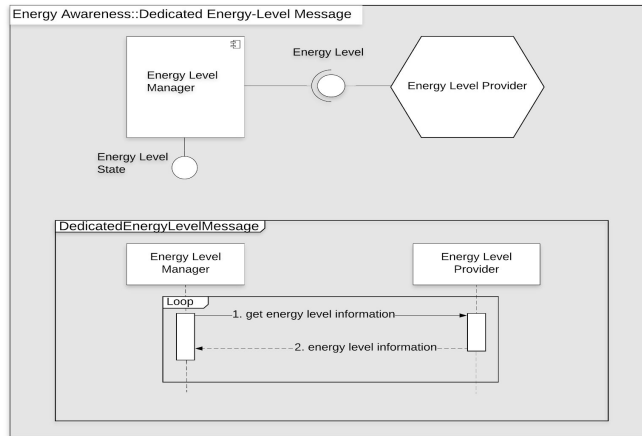 Energy Awareness::Dedicated Energy-Level Message
Energy Level
Manager
Energy Level
Energy Level Provider
Energy Level
State
DedicatedEnergyLevelMessage
Energy Level
Manager
Energy Level
Provider
Loop
1. get energy level information
2. energy level information